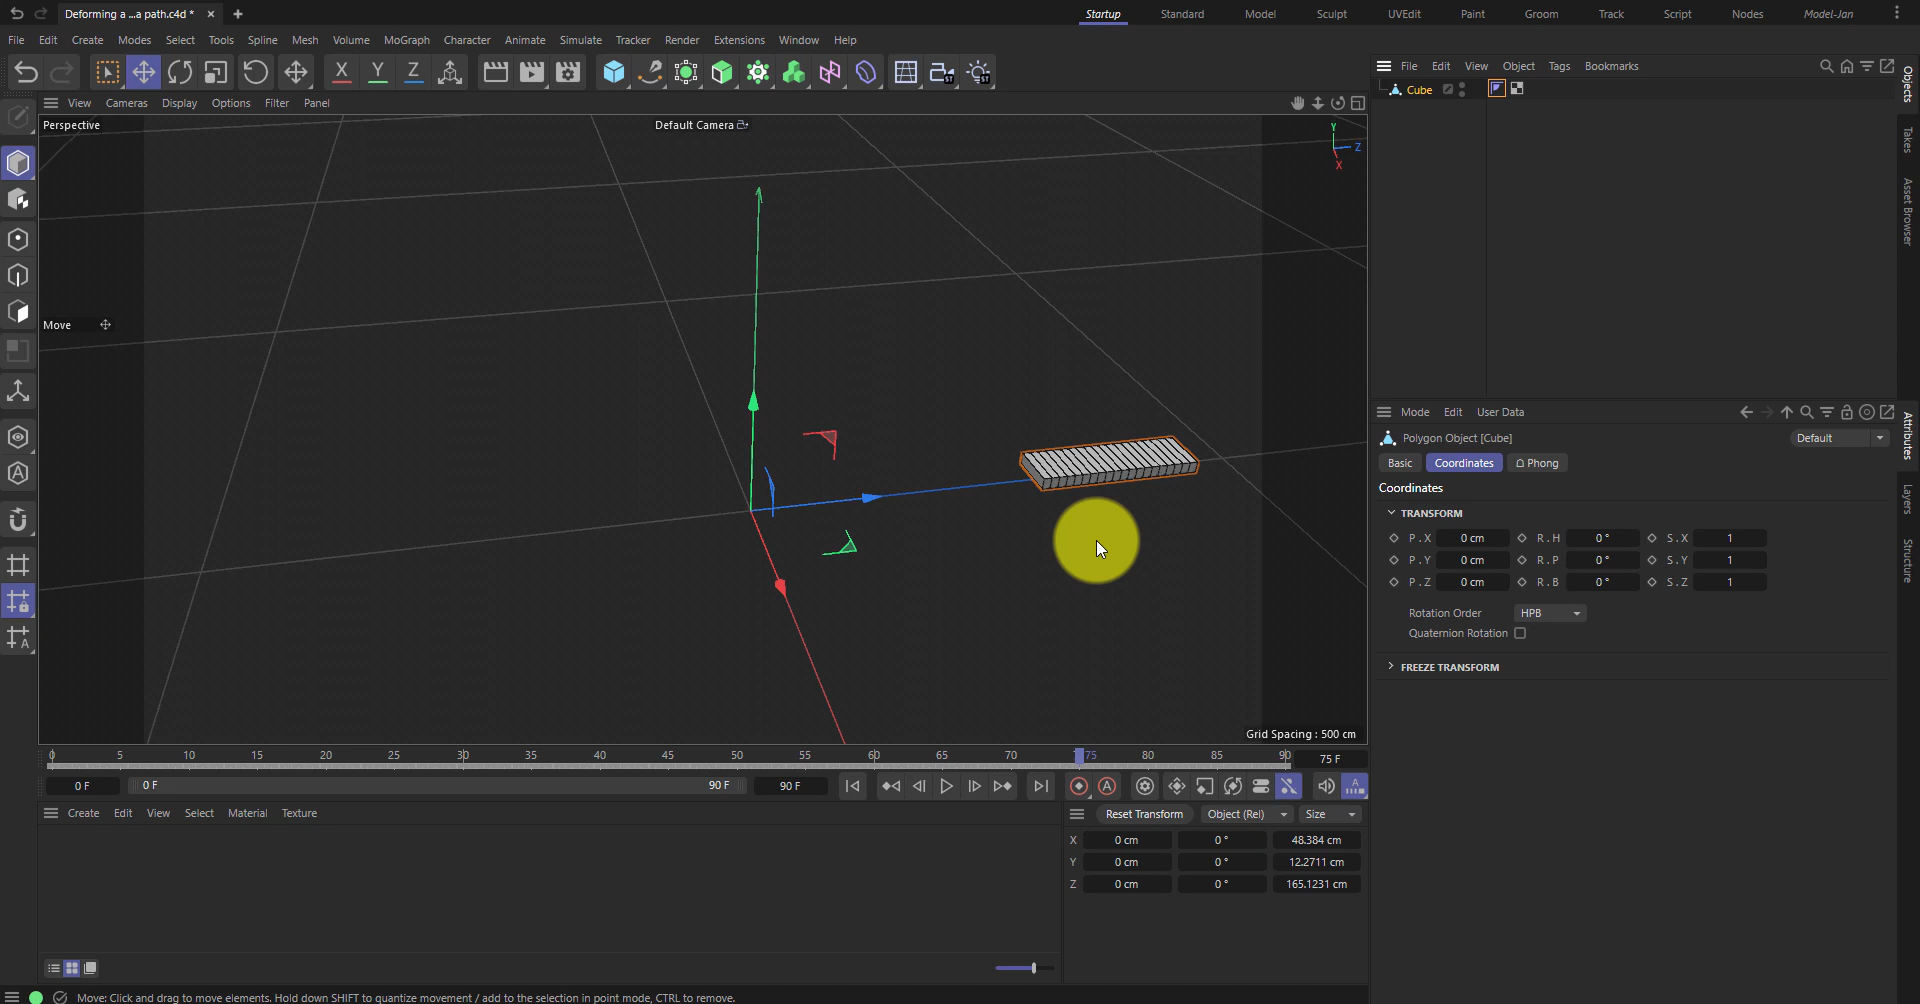 Deforming a ...a path.c4d *
Startup
Standard
Model
Sculpt
UVEdit
Paint
Groom
Track
Script
Nodes
Model-Jan
File Edit Create Modes Select Tools Spline Mesh Volume MoGraph Character Animate Simulate Tracker Render Extensions Window Help
X Y Z
ST ST
File Edit View Object Tags Bookmarks
Cube
Objects
Takes
Asset Browser
View Cameras Display Options Filter Panel
Perspective
Default Camera
Y
Z
X
Move
Grid Spacing : 500 cm
Mode Edit User Data
Polygon Object [Cube]
Default
Basic Coordinates Phong
Coordinates
TRANSFORM
P . X 0 cm R . H 0 ° S . X 1
P . Y 0 cm R . P 0 ° S . Y 1
P . Z 0 cm R . B 0 ° S . Z 1
Rotation Order HPB
Quaternion Rotation
FREEZE TRANSFORM
Attributes
Layers
Structure
0 5 10 15 20 25 30 35 40 45 50 55 60 65 70 75 80 85 90 75 F
0 F 0 F 90 F 90 F
Create Edit View Select Material Texture
Reset Transform Object (Rel) Size
X 0 cm 0 ° 48.384 cm
Y 0 cm 0 ° 12.2711 cm
Z 0 cm 0 ° 165.1231 cm
Move: Click and drag to move elements. Hold down SHIFT to quantize movement / add to the selection in point mode, CTRL to remove.